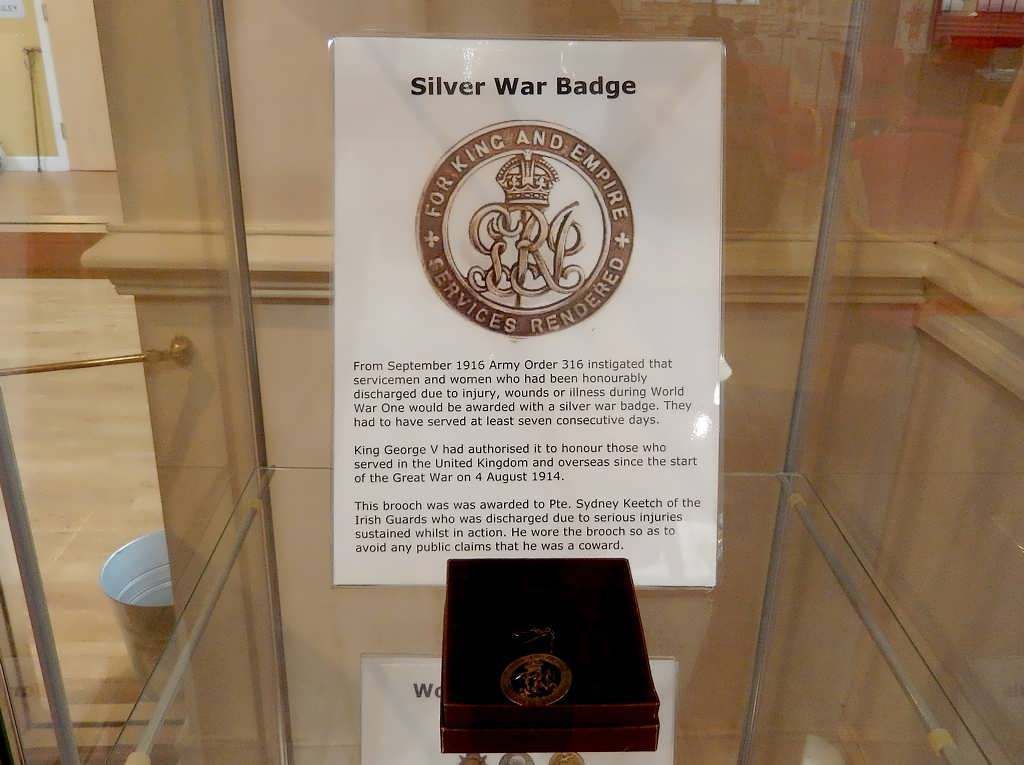 Silver War Badge
FOR KING AND EMPIRE
SERVICES RENDERED
From September 1916 Army Order 316 instigated that
servicemen and women who had been honourably
discharged due to injury, wounds or illness during World
War One would be awarded with a silver war badge. They
had to have served at least seven consecutive days.
King George V had authorised it to honour those who
served in the United Kingdom and overseas since the start
of the Great War on 4 August 1914.
This brooch was was awarded to Pte. Sydney Keetch of the
Irish Guards who was discharged due to serious injuries
sustained whilst in action. He wore the brooch so as to
avoid any public claims that he was a coward.